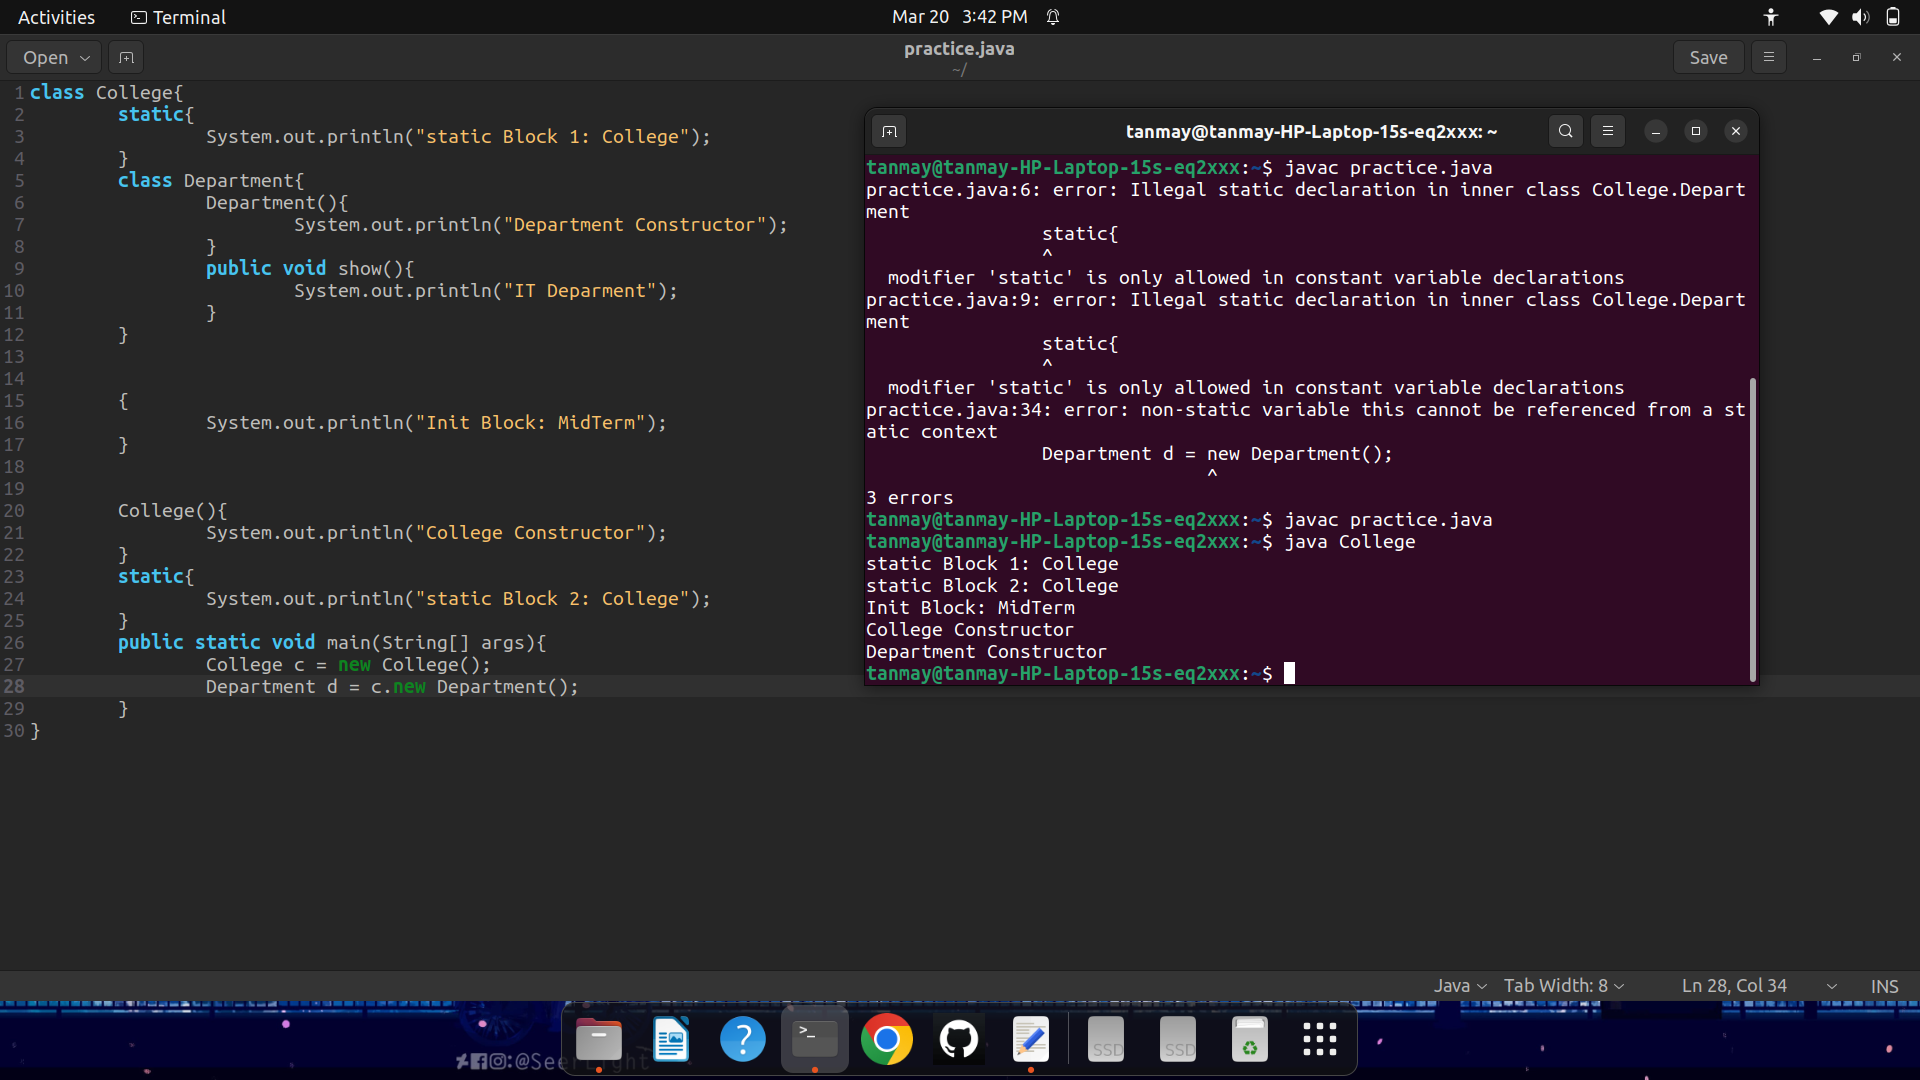 Activities Terminal Mar 20 3:42 PM
Open practice.java Save
~/
1 class College{
2 static{
3 System.out.println("static Block 1: College");
4 }
5 class Department{
6 Department(){
7 System.out.println("Department Constructor");
8 }
9 public void show(){
10 System.out.println("IT Deparment");
11 }
12 }
13
14
15 {
16 System.out.println("Init Block: MidTerm");
17 }
18
19
20 College(){
21 System.out.println("College Constructor");
22 }
23 static{
24 System.out.println("static Block 2: College");
25 }
26 public static void main(String[] args){
27 College c = new College();
28 Department d = c.new Department();
29 }
30 }
tanmay@tanmay-HP-Laptop-15s-eq2xxx: ~
tanmay@tanmay-HP-Laptop-15s-eq2xxx:~$ javac practice.java
practice.java:6: error: Illegal static declaration in inner class College.Depart
ment
static{
^
modifier 'static' is only allowed in constant variable declarations
practice.java:9: error: Illegal static declaration in inner class College.Depart
ment
static{
^
modifier 'static' is only allowed in constant variable declarations
practice.java:34: error: non-static variable this cannot be referenced from a st
atic context
Department d = new Department();
^
3 errors
tanmay@tanmay-HP-Laptop-15s-eq2xxx:~$ javac practice.java
tanmay@tanmay-HP-Laptop-15s-eq2xxx:~$ java College
static Block 1: College
static Block 2: College
Init Block: MidTerm
College Constructor
Department Constructor
tanmay@tanmay-HP-Laptop-15s-eq2xxx:~$
Java Tab Width: 8 Ln 28, Col 34 INS
>_ ? SSD SSD